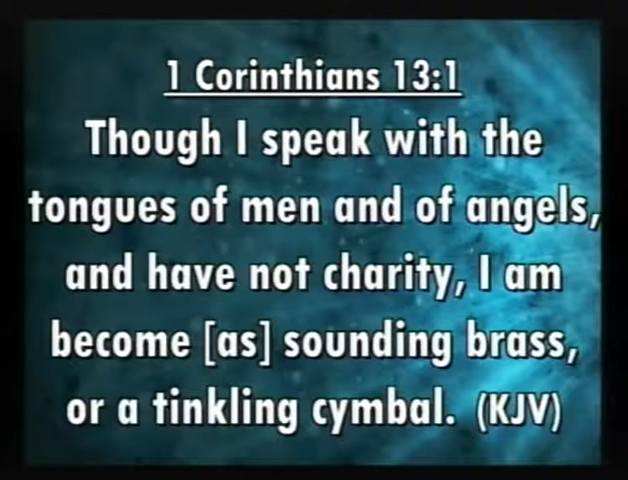 1 Corinthians 13:1
Though I speak with the
tongues of men and of angels,
and have not charity, I am
become [as] sounding brass,
or a tinkling cymbal. (KJV)